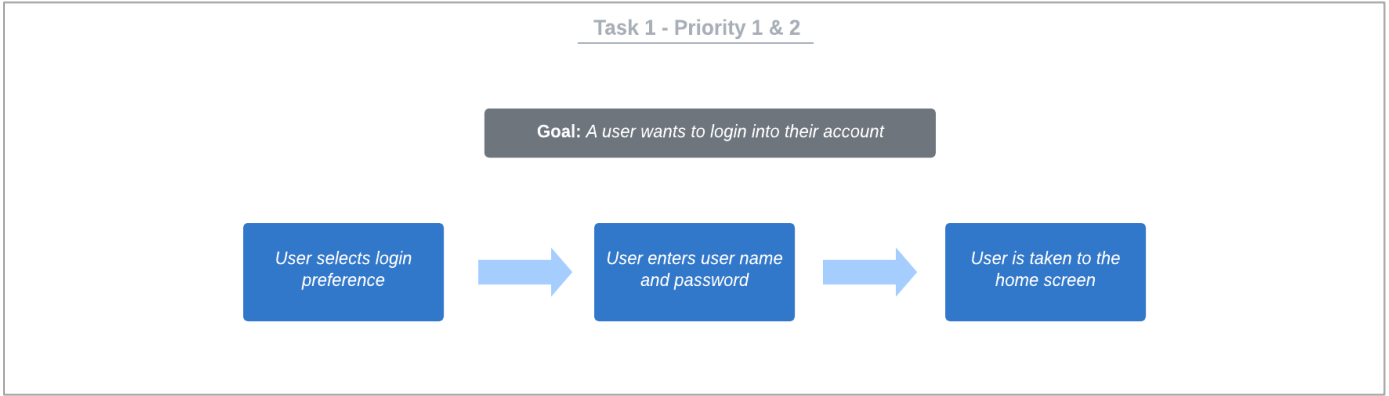 Task 1 - Priority 1 & 2
Goal: A user wants to login into their account
User selects login
preference
User enters user name
and password
User is taken to the
home screen